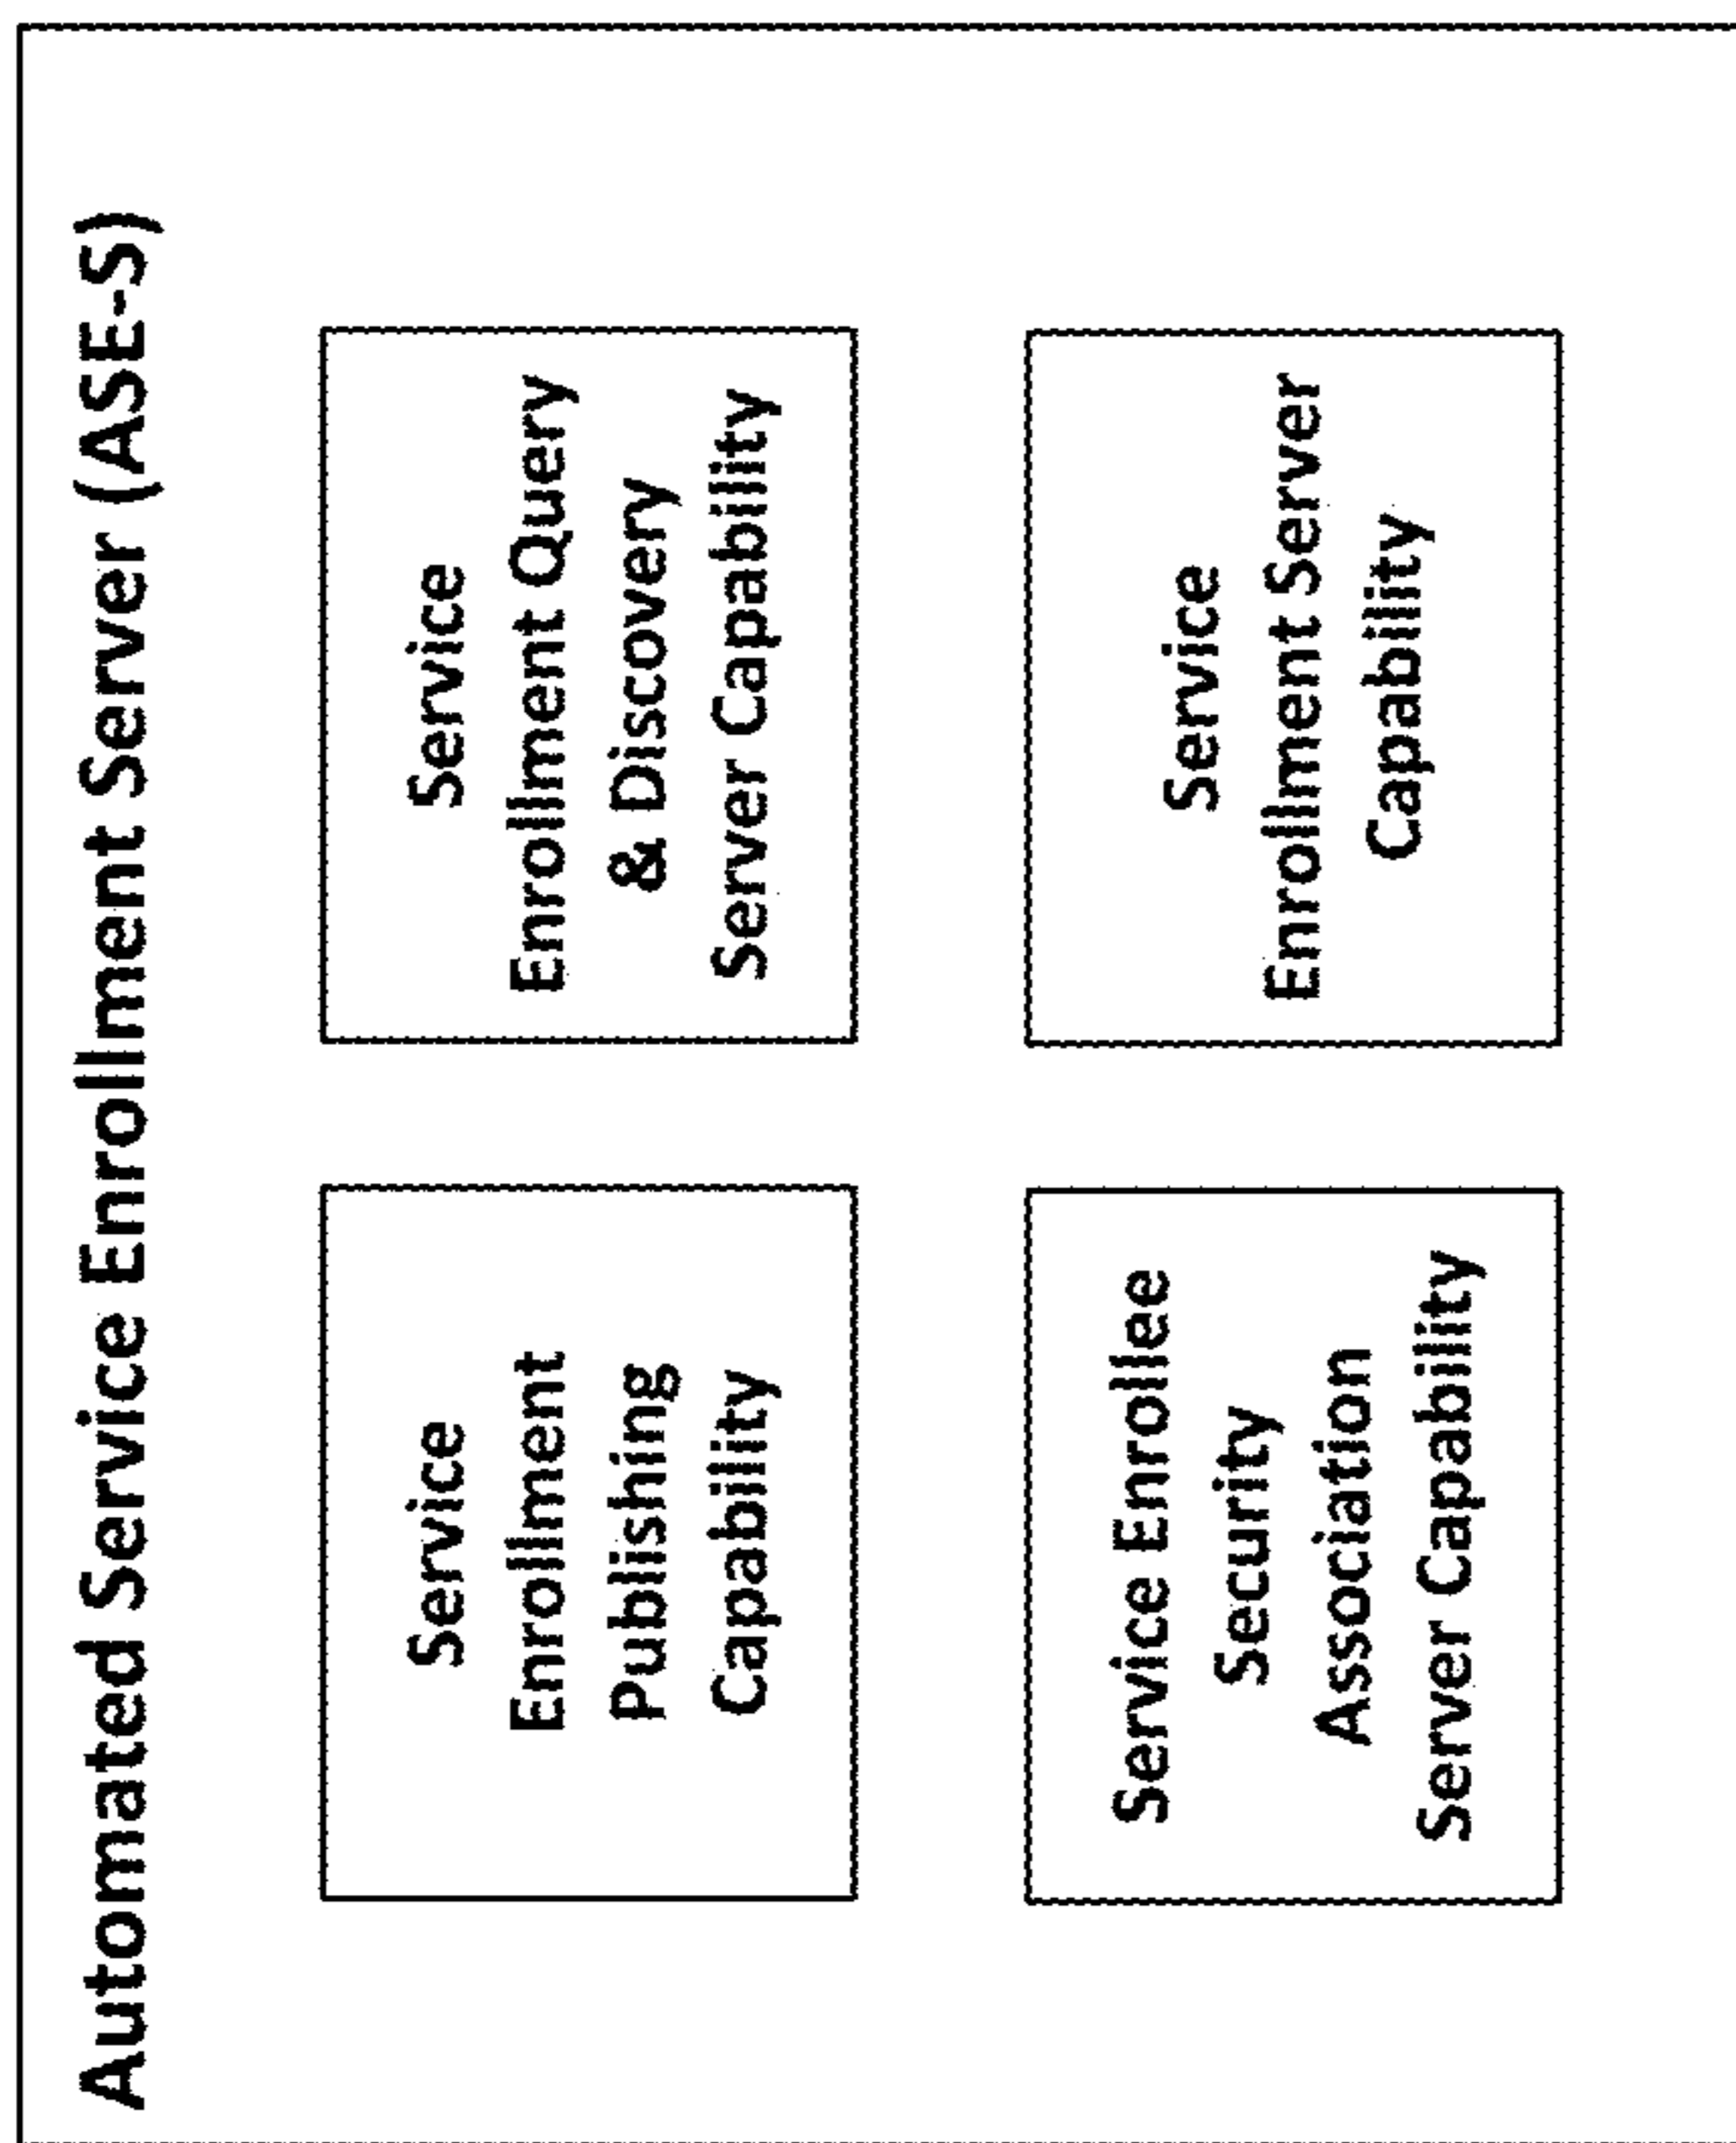 Automated Service Enrollment Server (ASE-S)
Service
Enrollment
Publishing
Capability
Service
Enrollment Query
& Discovery
Server Capability
Service Enrollee
Security
Association
Server Capability
Service
Enrollment Server
Capability